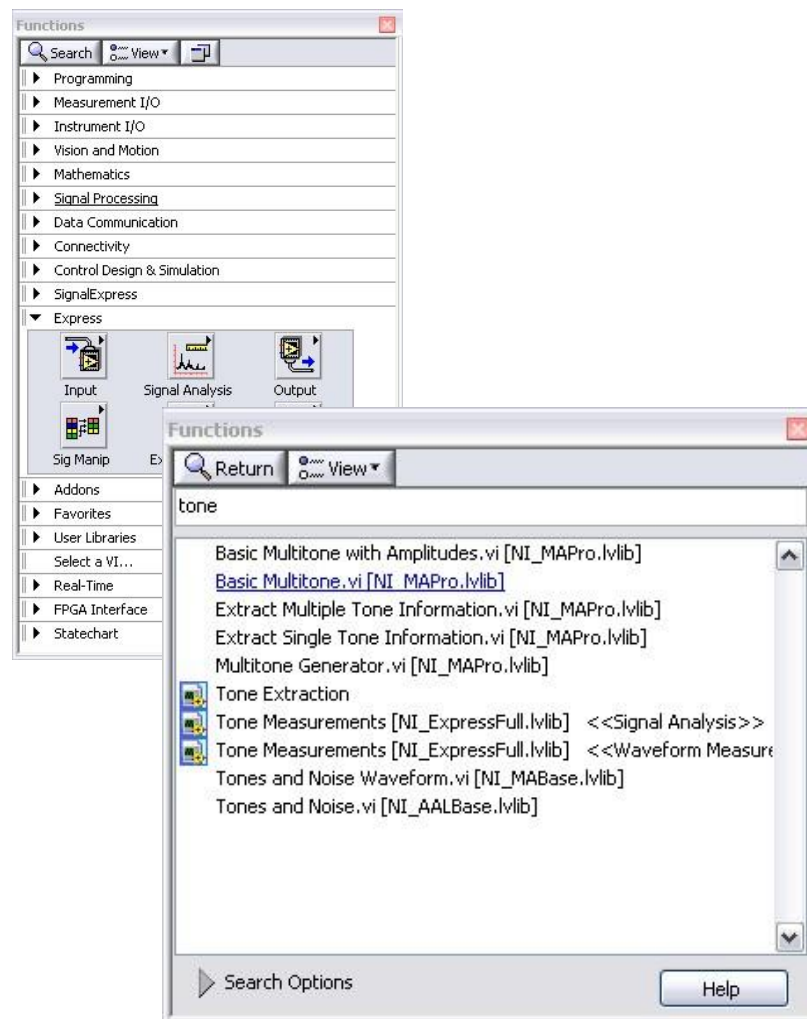 Functions
Search View
Programming
Measurement I/O
Instrument I/O
Vision and Motion
Mathematics
Signal Processing
Data Communication
Connectivity
Control Design & Simulation
SignalExpress
Express
Input Signal Analysis Output
Sig Manip
Addons
Favorites
User Libraries
Select a VI...
Real-Time
FPGA Interface
Statechart
Functions
Return View
tone
Basic Multitone with Amplitudes.vi [NI_MAPro.lvlib]
Basic Multitone.vi [NI_MAPro.lvlib]
Extract Multiple Tone Information.vi [NI_MAPro.lvlib]
Extract Single Tone Information.vi [NI_MAPro.lvlib]
Multitone Generator.vi [NI_MAPro.lvlib]
Tone Extraction
Tone Measurements [NI_ExpressFull.lvlib] <<Signal Analysis>>
Tone Measurements [NI_ExpressFull.lvlib] <<Waveform Measure
Tones and Noise Waveform.vi [NI_MABase.lvlib]
Tones and Noise.vi [NI_AALBase.lvlib]
Search Options
Help